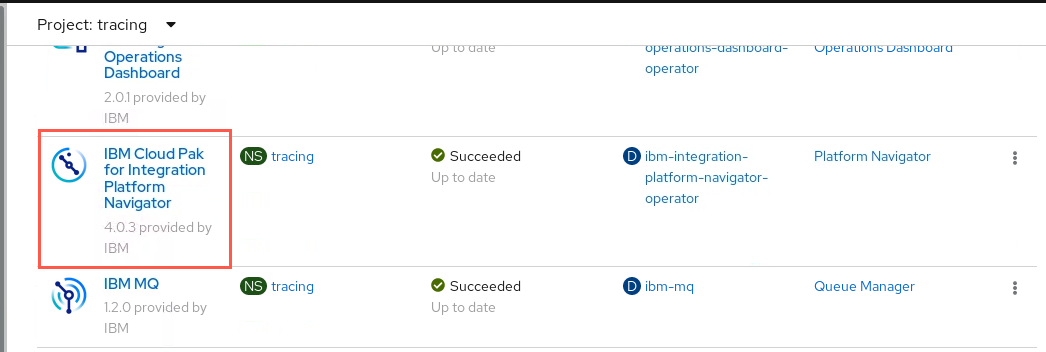 Project: tracing
Operations
Dashboard
Up to date
operations-dashboard-
operator
Operations Dashboard
2.0.1 provided by
IBM
IBM Cloud Pak
for Integration
Platform
Navigator
4.0.3 provided by
IBM
NS tracing
Succeeded
Up to date
D ibm-integration-
platform-navigator-
operator
Platform Navigator
IBM MQ
1.2.0 provided by
IBM
NS tracing
Succeeded
Up to date
D ibm-mq
Queue Manager